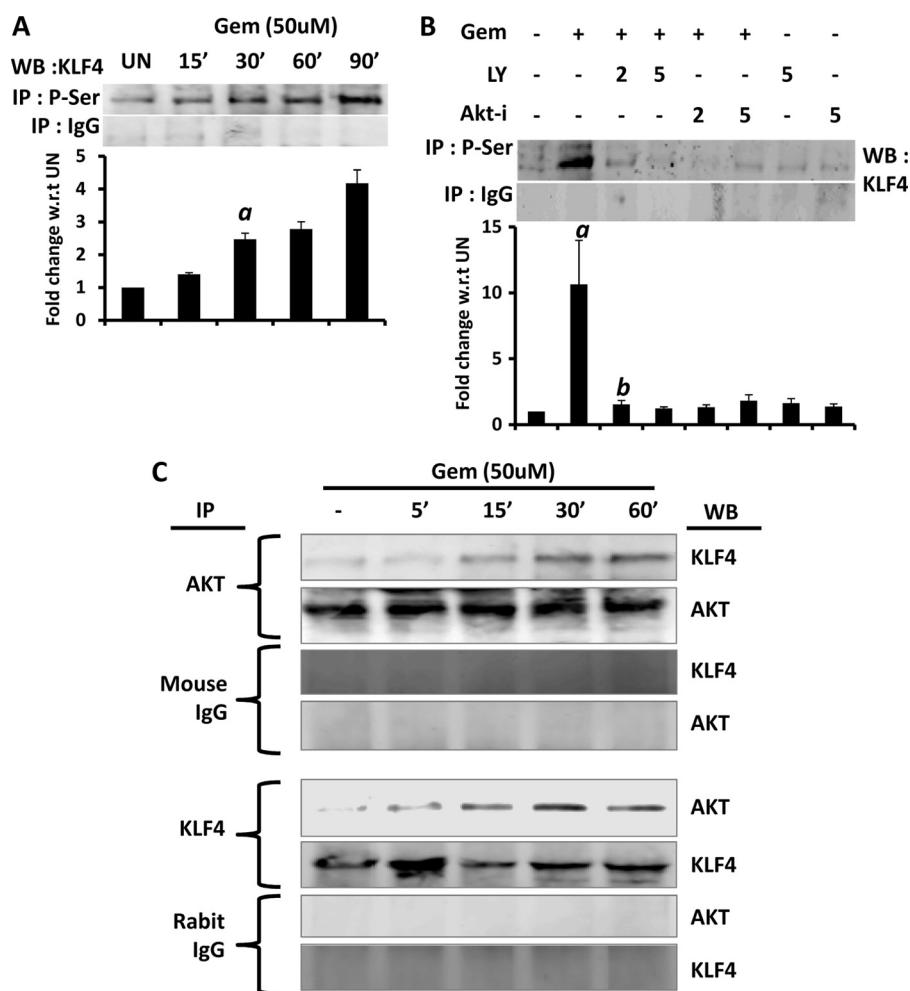 A
Gem (50uM)
WB :KLF4 UN 15’ 30’ 60’ 90’
IP : P-Ser
IP : IgG
Fold change w.r.t UN
5
4
3
2
1
0
a
B
Gem - + + + + + - -
LY - - 2 5 - - 5 -
Akt-i - - - - 2 5 - 5
IP : P-Ser
WB :
KLF4
IP : IgG
Fold change w.r.t UN
15
10
5
0
a
b
C
Gem (50uM)
IP - 5’ 15’ 30’ 60’ WB
AKT
KLF4
AKT
Mouse
IgG
KLF4
AKT
KLF4
AKT
KLF4
Rabit
IgG
AKT
KLF4